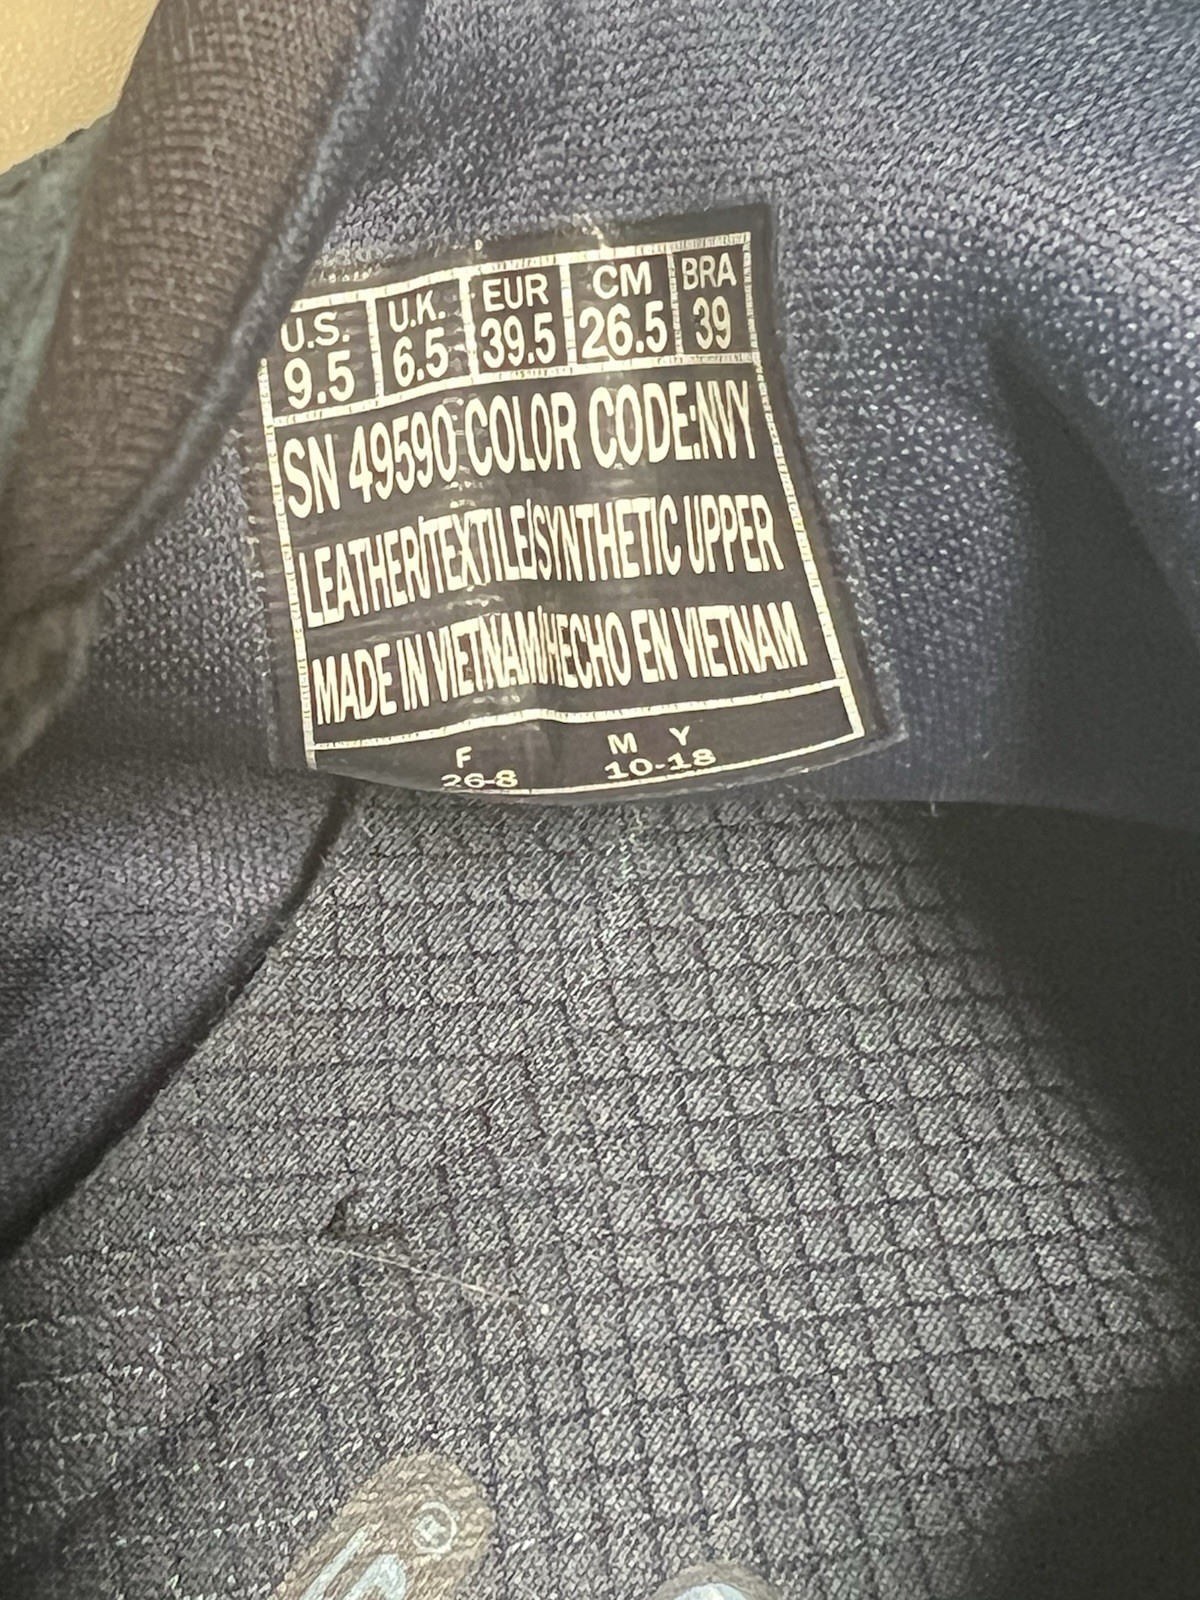 U.S. U.K. EUR CM BRA
9.5 6.5 39.5 26.5 39
SN 49590 COLOR CODE:NVY
LEATHER/TEXTILE/SYNTHETIC UPPER
MADE IN VIETNAM/HECHO EN VIETNAM
F M Y
26-8 10-18
®